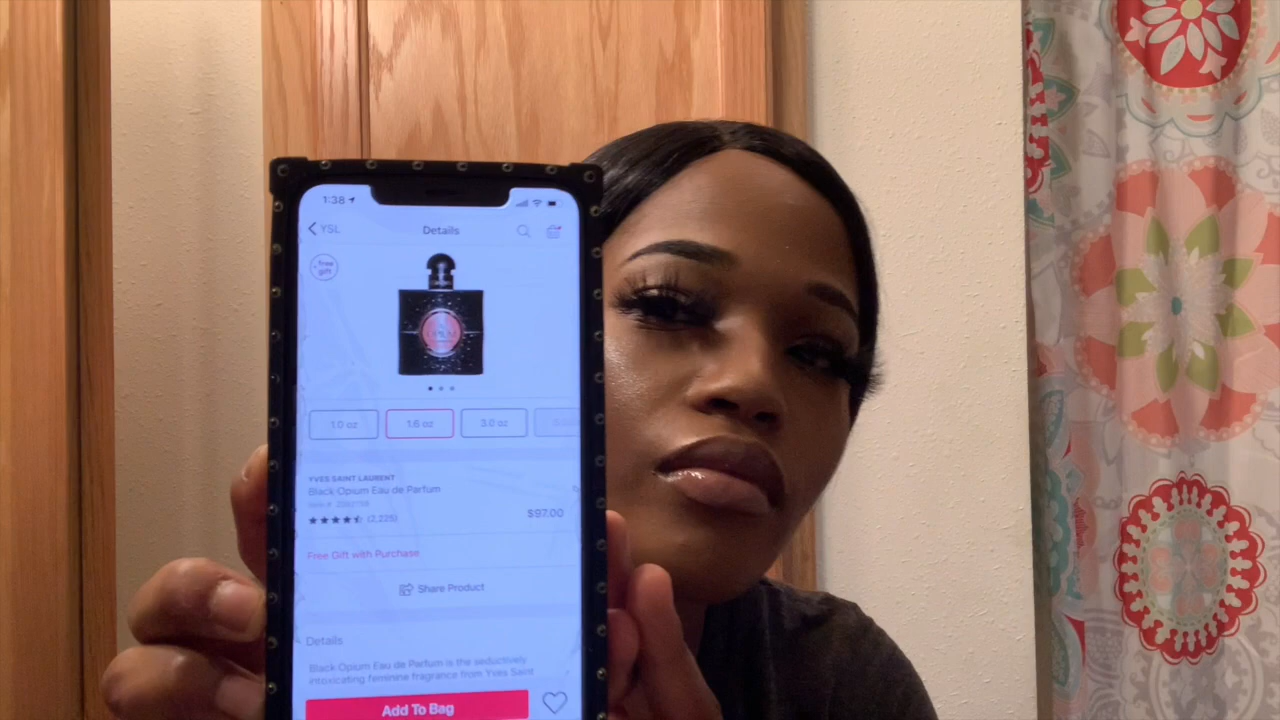 1:38
YSL
Details
free
gift
1.0 oz
1.6 oz
3.0 oz
YVES SAINT LAURENT
Black Opium Eau de Parfum
(2,225)
$97.00
Free Gift with Purchase
Share Product
Details
Black Opium Eau de Parfum is the seductively
intoxicating feminine fragrance from Yves Saint
Add To Bag